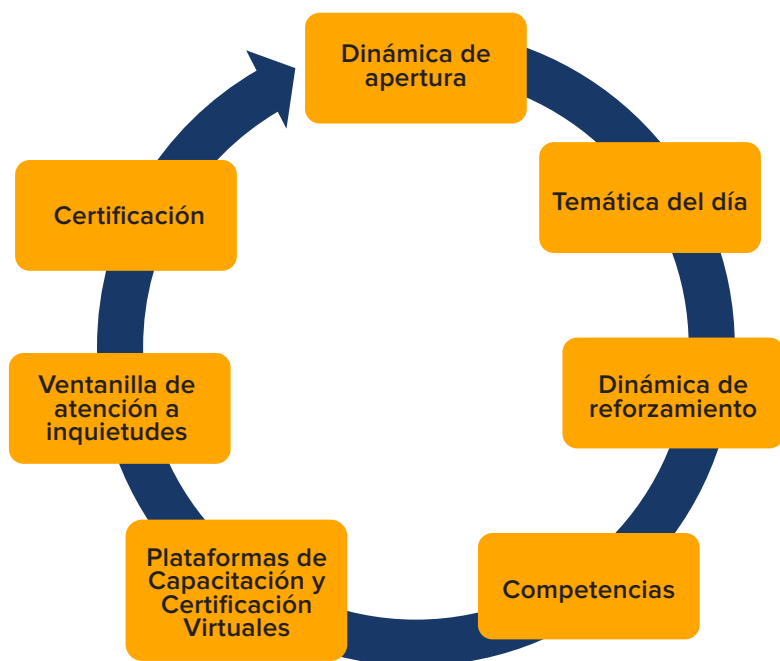 Dinámica de
apertura
Temática del día
Dinámica de
reforzamiento
Competencias
Plataformas de
Capacitación y
Certificación
Virtuales
Ventanilla de
atención a
inquietudes
Certificación